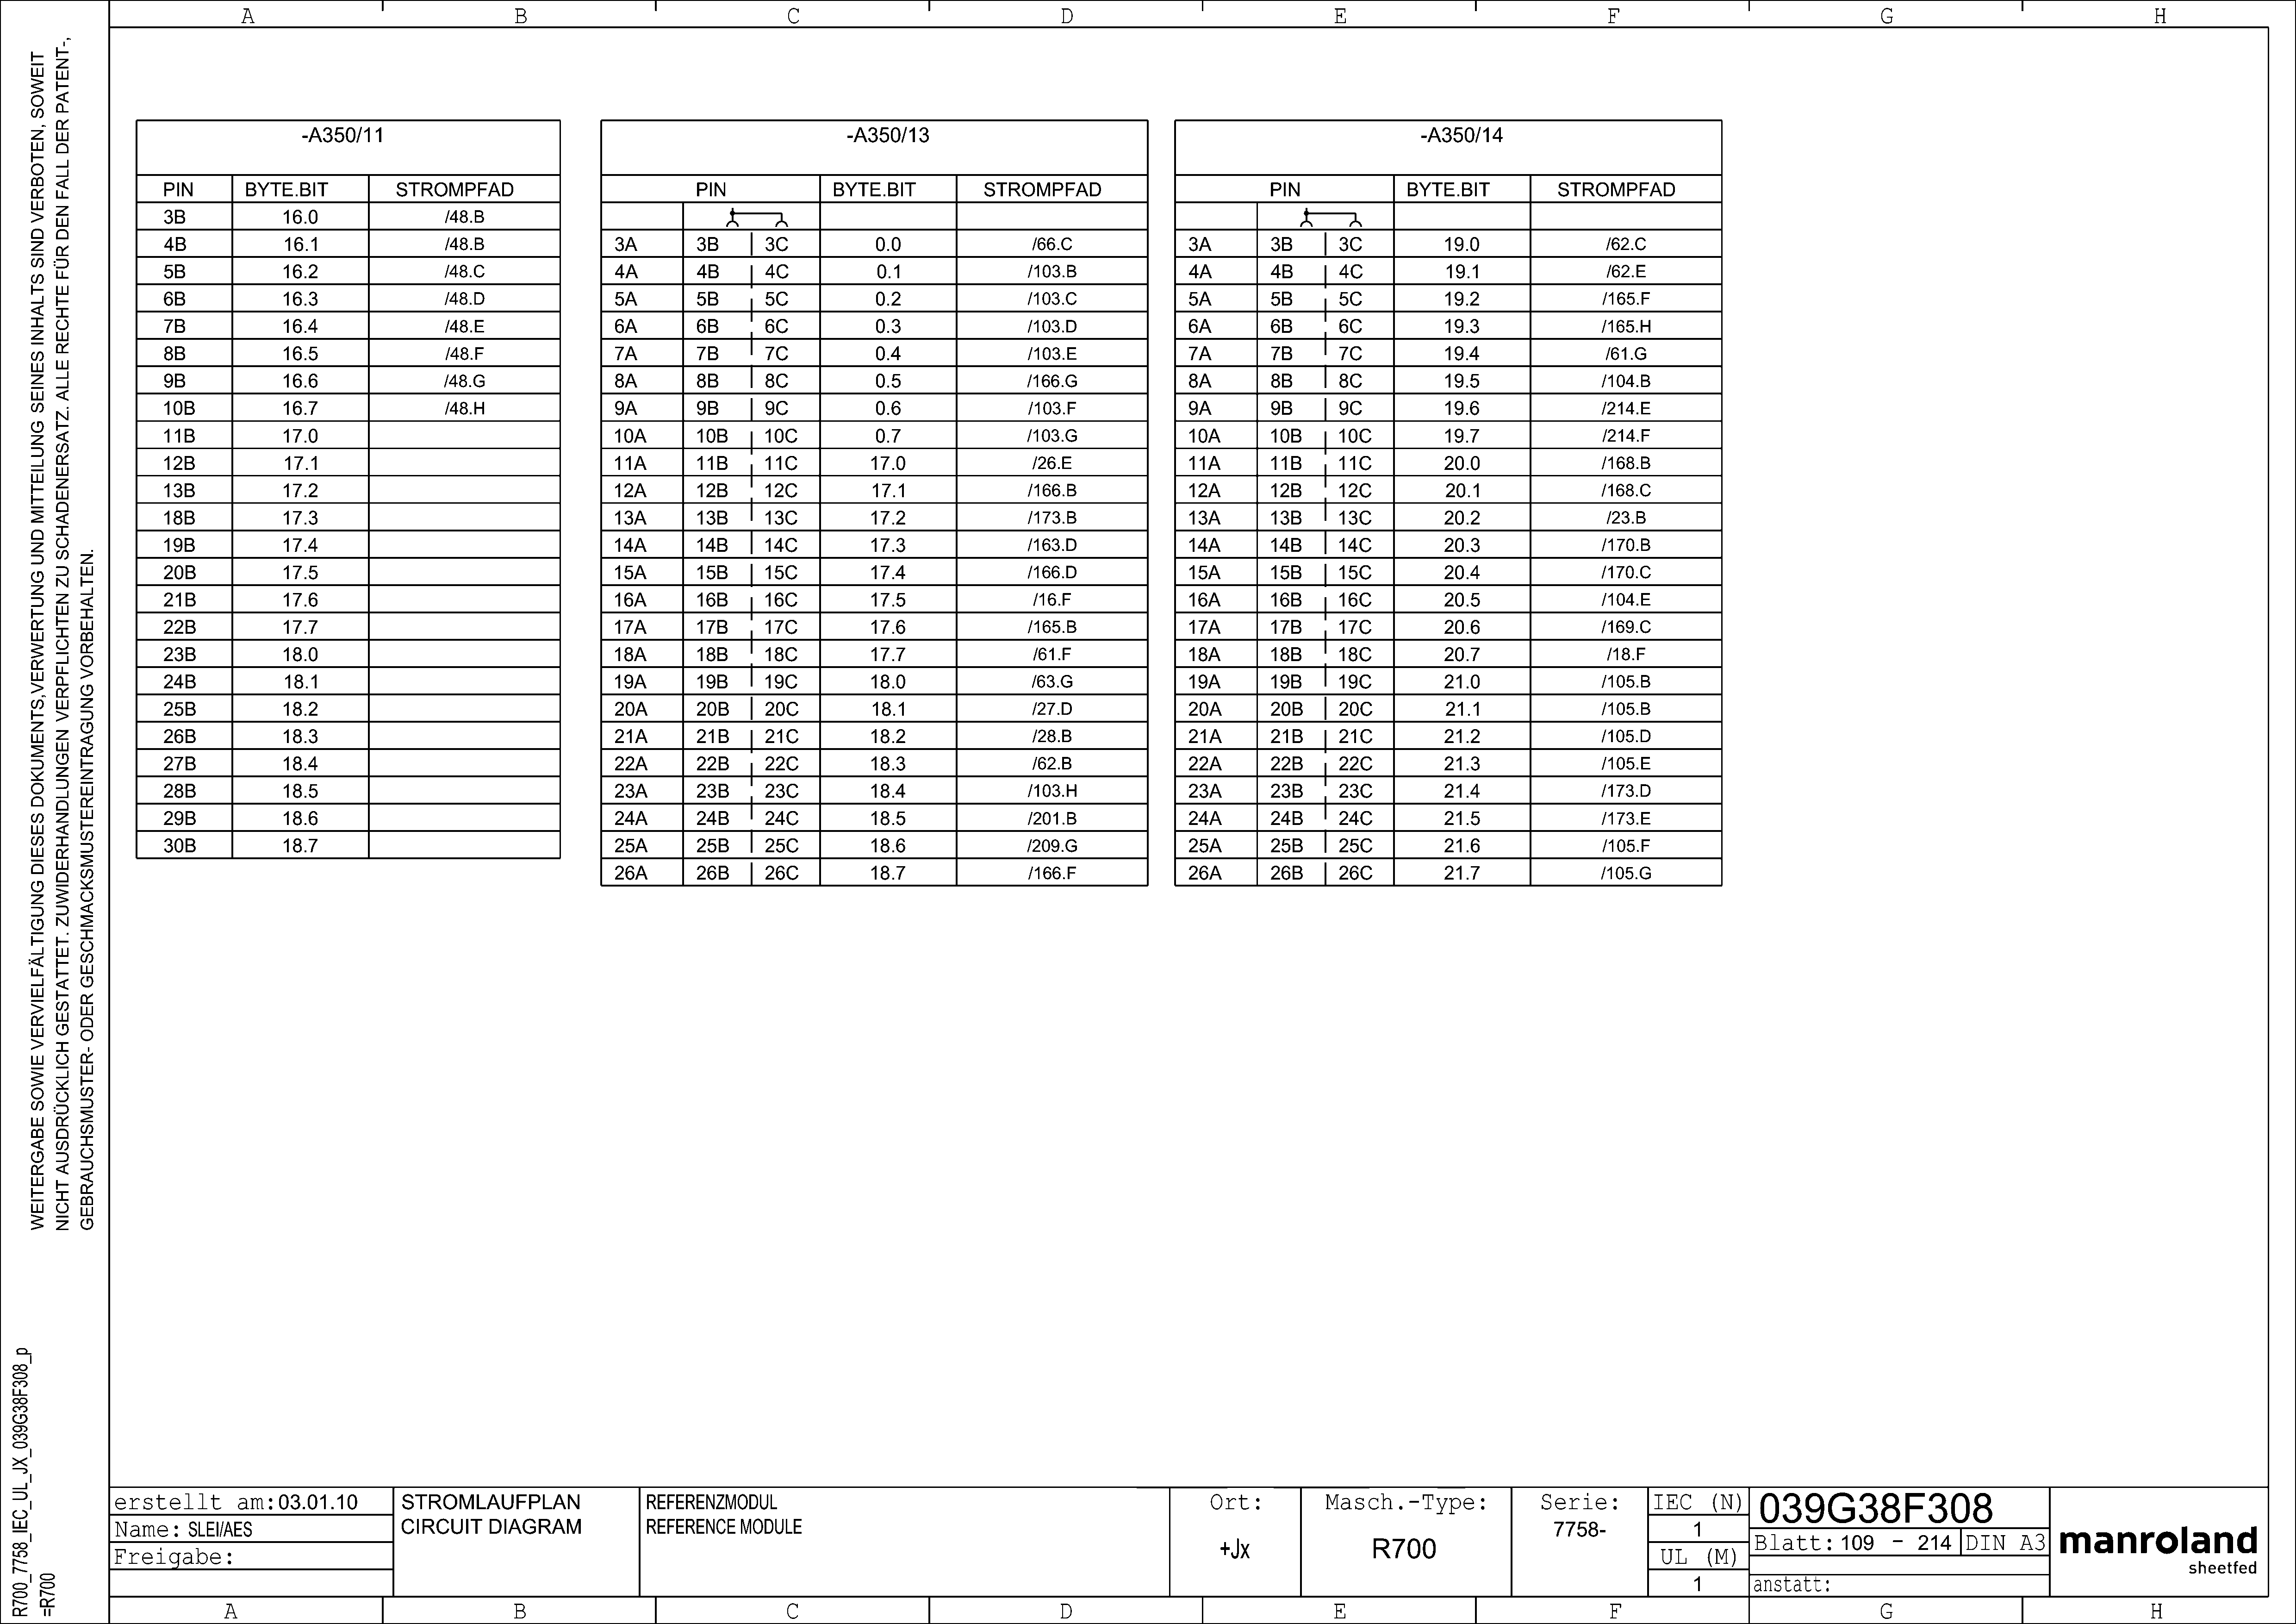 A B C D E F G H
WEITERGABE SOWIE VERVIELFÄLTIGUNG DIESES DOKUMENTS,VERWERTUNG UND MITTEILUNG SEINES INHALTS SIND VERBOTEN, SOWEIT
NICHT AUSDRÜCKLICH GESTATTET. ZUWIDERHANDLUNGEN VERPFLICHTEN ZU SCHADENERSATZ. ALLE RECHTE FÜR DEN FALL DER PATENT-,
GEBRAUCHSMUSTER- ODER GESCHMACKSMUSTEREINTRAGUNG VORBEHALTEN.
R700_7758_IEC_UL_JX_039G38F308_p
=R700
-A350/11
PIN BYTE.BIT STROMPFAD
3B 16.0 /48.B
4B 16.1 /48.B
5B 16.2 /48.C
6B 16.3 /48.D
7B 16.4 /48.E
8B 16.5 /48.F
9B 16.6 /48.G
10B 16.7 /48.H
11B 17.0
12B 17.1
13B 17.2
18B 17.3
19B 17.4
20B 17.5
21B 17.6
22B 17.7
23B 18.0
24B 18.1
25B 18.2
26B 18.3
27B 18.4
28B 18.5
29B 18.6
30B 18.7
-A350/13
PIN BYTE.BIT STROMPFAD
3A 3B 3C 0.0 /66.C
4A 4B 4C 0.1 /103.B
5A 5B 5C 0.2 /103.C
6A 6B 6C 0.3 /103.D
7A 7B 7C 0.4 /103.E
8A 8B 8C 0.5 /166.G
9A 9B 9C 0.6 /103.F
10A 10B 10C 0.7 /103.G
11A 11B 11C 17.0 /26.E
12A 12B 12C 17.1 /166.B
13A 13B 13C 17.2 /173.B
14A 14B 14C 17.3 /163.D
15A 15B 15C 17.4 /166.D
16A 16B 16C 17.5 /16.F
17A 17B 17C 17.6 /165.B
18A 18B 18C 17.7 /61.F
19A 19B 19C 18.0 /63.G
20A 20B 20C 18.1 /27.D
21A 21B 21C 18.2 /28.B
22A 22B 22C 18.3 /62.B
23A 23B 23C 18.4 /103.H
24A 24B 24C 18.5 /201.B
25A 25B 25C 18.6 /209.G
26A 26B 26C 18.7 /166.F
-A350/14
PIN BYTE.BIT STROMPFAD
3A 3B 3C 19.0 /62.C
4A 4B 4C 19.1 /62.E
5A 5B 5C 19.2 /165.F
6A 6B 6C 19.3 /165.H
7A 7B 7C 19.4 /61.G
8A 8B 8C 19.5 /104.B
9A 9B 9C 19.6 /214.E
10A 10B 10C 19.7 /214.F
11A 11B 11C 20.0 /168.B
12A 12B 12C 20.1 /168.C
13A 13B 13C 20.2 /23.B
14A 14B 14C 20.3 /170.B
15A 15B 15C 20.4 /170.C
16A 16B 16C 20.5 /104.E
17A 17B 17C 20.6 /169.C
18A 18B 18C 20.7 /18.F
19A 19B 19C 21.0 /105.B
20A 20B 20C 21.1 /105.B
21A 21B 21C 21.2 /105.D
22A 22B 22C 21.3 /105.E
23A 23B 23C 21.4 /173.D
24A 24B 24C 21.5 /173.E
25A 25B 25C 21.6 /105.F
26A 26B 26C 21.7 /105.G
erstellt am: 03.01.10
Name: SLEI/AES
Freigabe:
STROMLAUFPLAN
CIRCUIT DIAGRAM
REFERENZMODUL
REFERENCE MODULE
Ort:
+Jx
Masch.-Type:
R700
Serie:
7758-
IEC (N)
1
UL (M)
1
039G38F308
Blatt: 109 - 214 DIN A3
anstatt:
manroland
sheetfed
A B C D E F G H